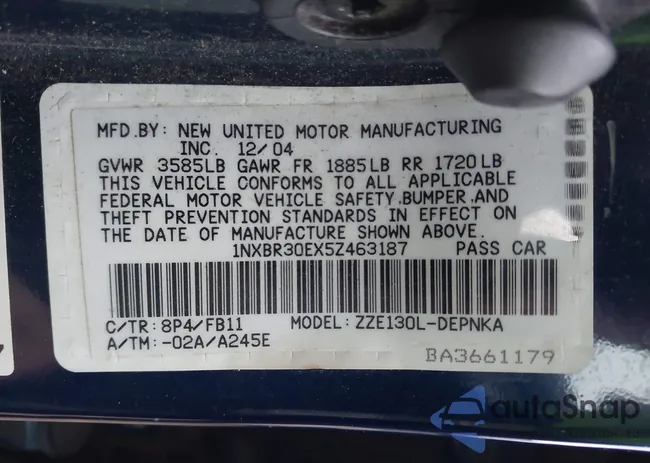 MFD.BY: NEW UNITED MOTOR MANUFACTURING
INC. 12/04
GVWR 3585LB GAWR FR 1885LB RR 1720LB
THIS VEHICLE CONFORMS TO ALL APPLICABLE
FEDERAL MOTOR VEHICLE SAFETY,BUMPER,AND
THEFT PREVENTION STANDARDS IN EFFECT ON
THE DATE OF MANUFACTURE SHOWN ABOVE.
1NXBR30EX5Z463187 PASS CAR
C/TR: 8P4/FB11 MODEL: ZZE130L-DEPNKA
A/TM: -02A/A245E
BA3661179
autoSnap